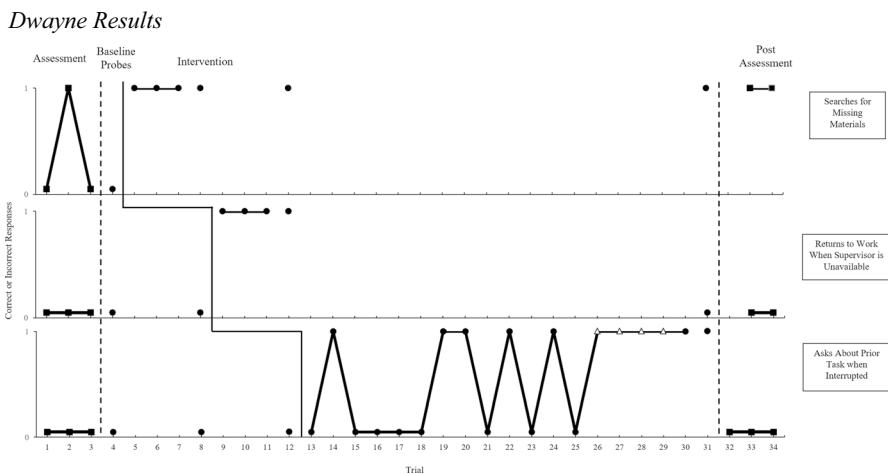 Dwayne Results
Assessment
Baseline
Probes
Intervention
Post
Assessment
Correct or Incorrect Responses
1
0
Searches for
Missing
Materials
1
0
Returns to Work
When Supervisor is
Unavailable
1
0
Asks About Prior
Task when
Interrupted
1 2 3 4 5 6 7 8 9 10 11 12 13 14 15 16 17 18 19 20 21 22 23 24 25 26 27 28 29 30 31 32 33 34
Trial